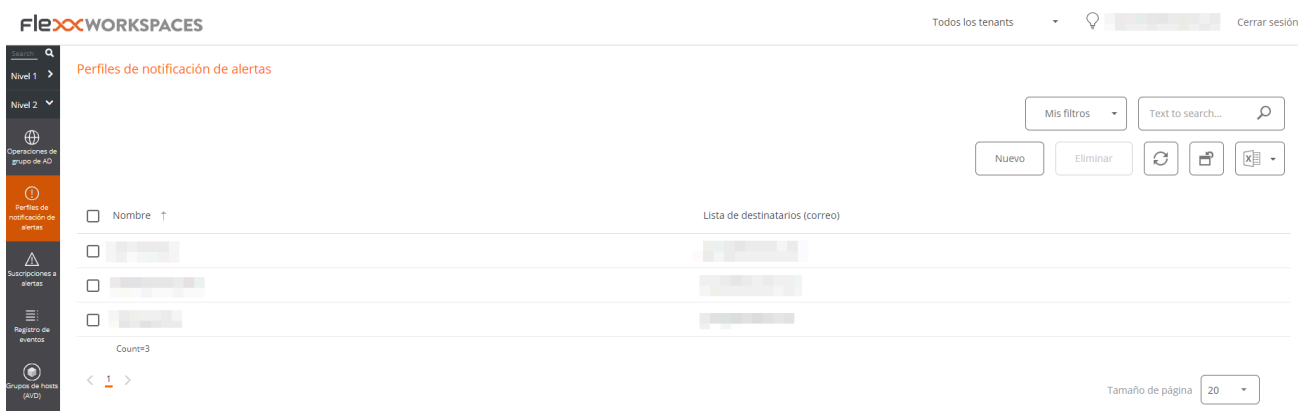 FlexxWORKSPACES
Todos los tenants
Cerrar sesión
Search
Nivel 1
Nivel 2
Operaciones de
grupo de AD
Perfiles de
notificación de
alertas
Suscripciones a
alertas
Registro de
eventos
Grupos de hosts
(AVD)
Perfiles de notificación de alertas
Mis filtros
Text to search...
Nuevo
Eliminar
Nombre ↑
Lista de destinatarios (correo)
Count=3
< 1 >
Tamaño de página
20